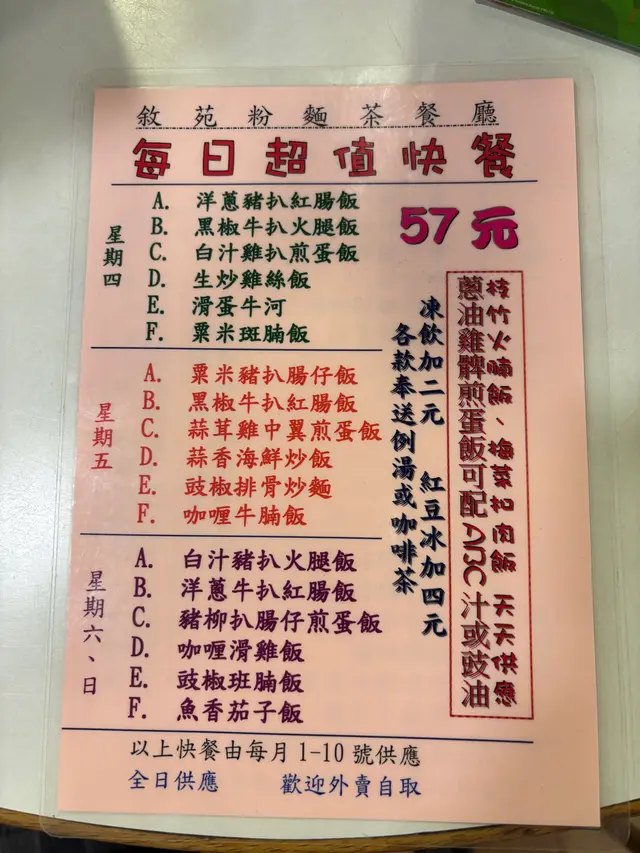 敘苑粉麵茶餐廳
每日超值快餐
57元
星期四
A. 洋蔥豬扒紅腸飯
B. 黑椒牛扒火腿飯
C. 白汁雞扒煎蛋飯
D. 生炒雞絲飯
E. 滑蛋牛河
F. 粟米斑腩飯
星期五
A. 粟米豬扒腸仔飯
B. 黑椒牛扒紅腸飯
C. 蒜茸雞中翼煎蛋飯
D. 蒜香海鮮炒飯
E. 豉椒排骨炒麵
F. 咖喱牛腩飯
星期六、日
A. 白汁豬扒火腿飯
B. 洋蔥牛扒紅腸飯
C. 豬柳扒腸仔煎蛋飯
D. 咖喱滑雞飯
E. 豉椒班腩飯
F. 魚香茄子飯
枝竹火腩飯、梅菜扣肉飯 天天供應
蔥油雞髀煎蛋飯可配ABC汁或豉油
凍飲加二元 紅豆冰加四元
各款奉送例湯或咖啡茶
以上快餐由每月1-10號供應
全日供應 歡迎外賣自取